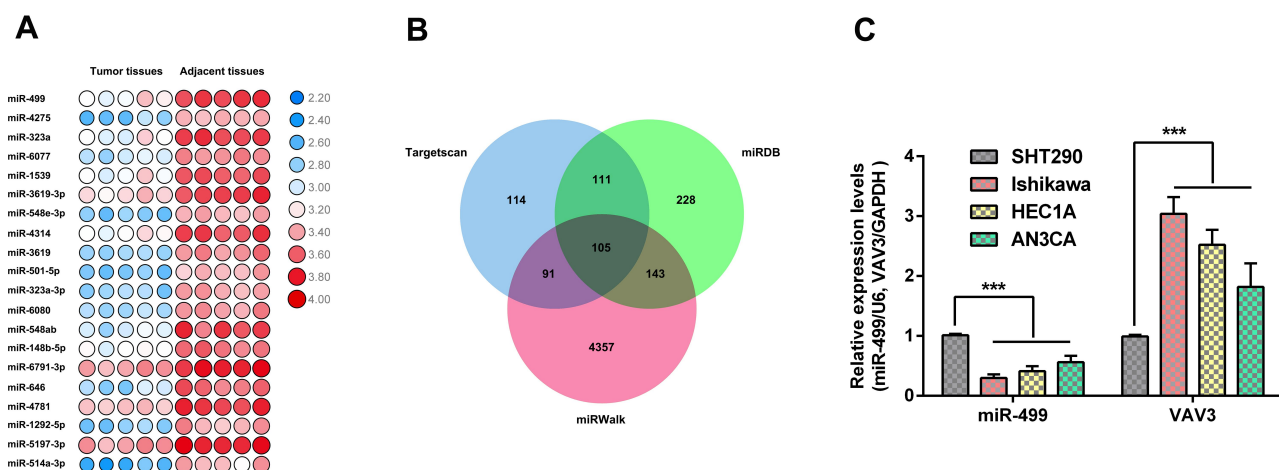 A
Tumor tissues Adjacent tissues
miR-499
miR-4275
miR-323a
miR-6077
miR-1539
miR-3619-3p
miR-548e-3p
miR-4314
miR-3619
miR-501-5p
miR-323a-3p
miR-6080
miR-548ab
miR-148b-5p
miR-6791-3p
miR-646
miR-4781
miR-1292-5p
miR-5197-3p
miR-514a-3p
2.20
2.40
2.60
2.80
3.00
3.20
3.40
3.60
3.80
4.00
B
Targetscan
miRDB
114
111
228
105
91
143
4357
miRWalk
C
Relative expression levels
(miR-499/U6, VAV3/GAPDH )
4
3
2
1
0
SHT290
Ishikawa
HEC1A
AN3CA
***
***
miR-499
VAV3